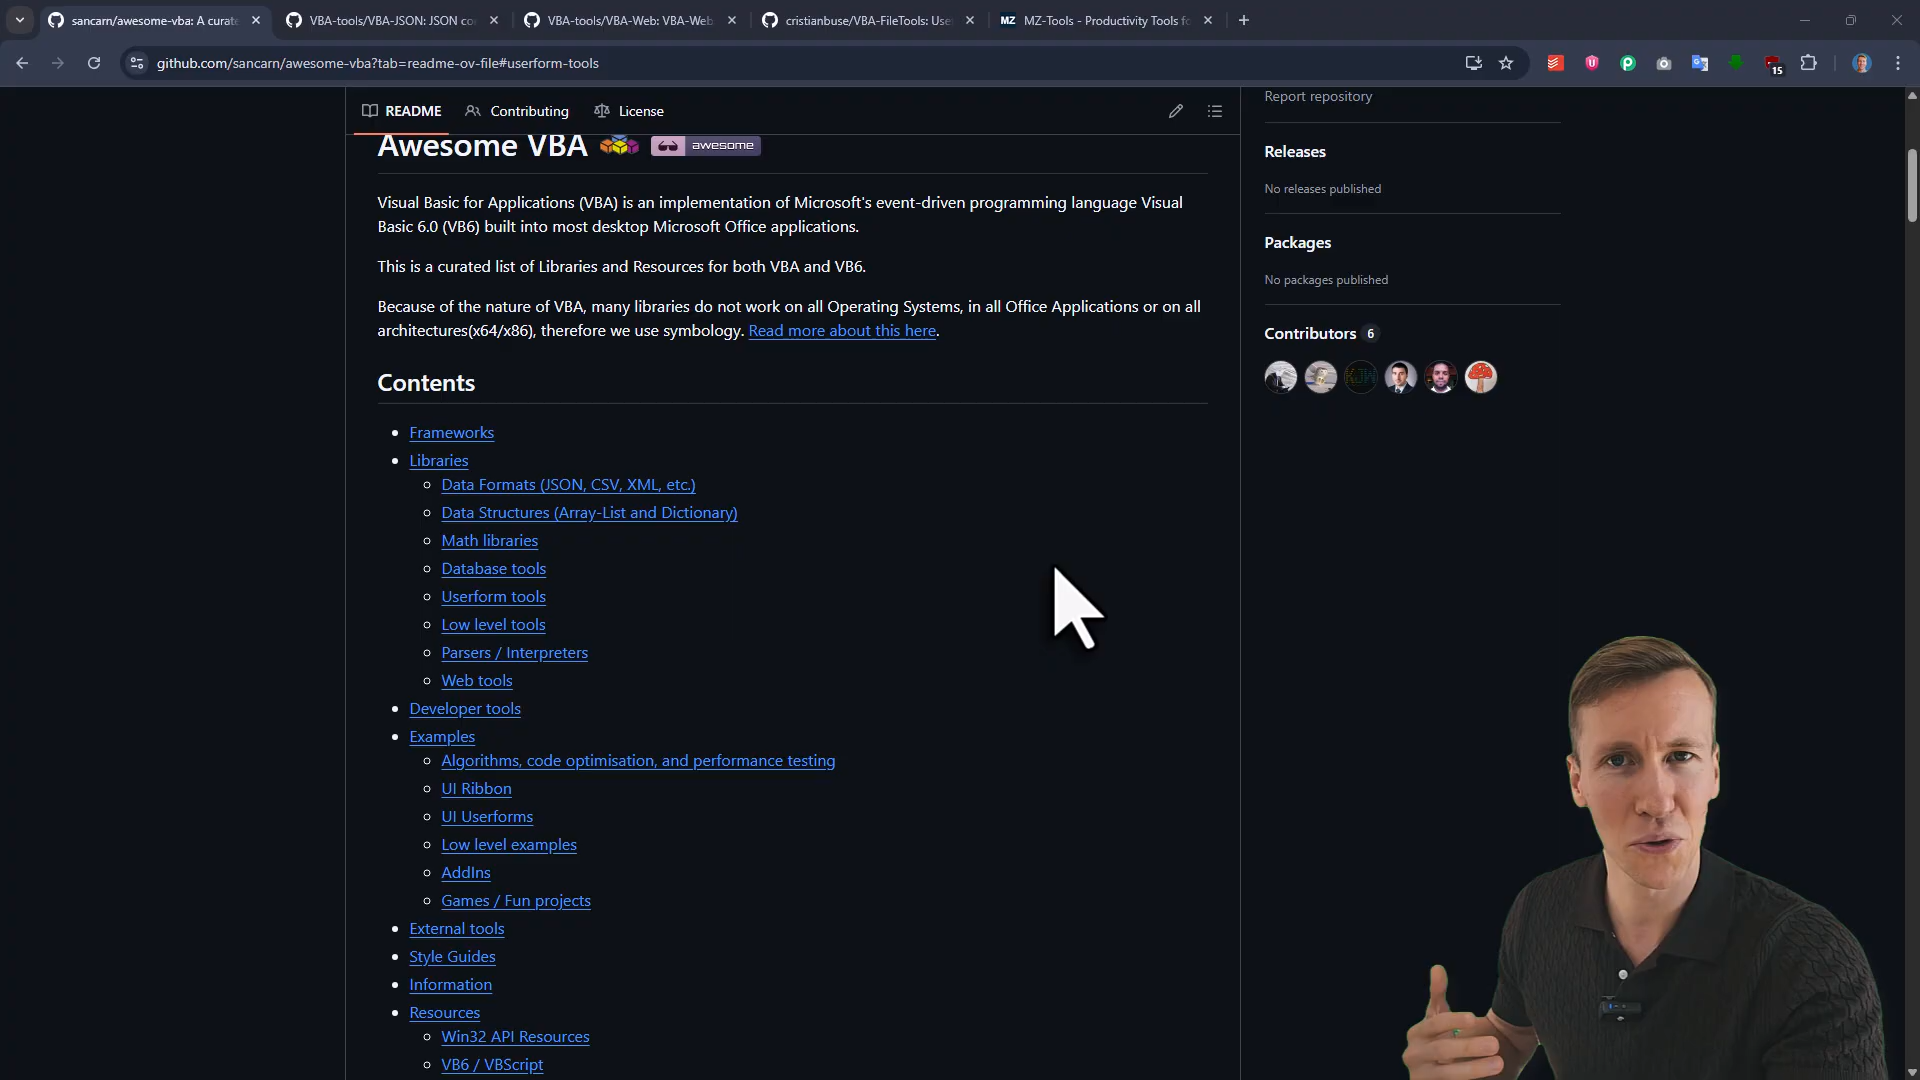 sancarn/awesome-vba: A curate
VBA-tools/VBA-JSON: JSON co
VBA-tools/VBA-Web: VBA-Web
cristianbuse/VBA-FileTools: Use
MZ MZ-Tools - Productivity Tools fo
github.com/sancarn/awesome-vba?tab=readme-ov-file#userform-tools
15
README
Contributing
License
Awesome VBA
awesome
Visual Basic for Applications (VBA) is an implementation of Microsoft's event-driven programming language Visual
Basic 6.0 (VB6) built into most desktop Microsoft Office applications.
This is a curated list of Libraries and Resources for both VBA and VB6.
Because of the nature of VBA, many libraries do not work on all Operating Systems, in all Office Applications or on all
architectures(x64/x86), therefore we use symbology. Read more about this here.
Contents
Frameworks
Libraries
Data Formats (JSON, CSV, XML, etc.)
Data Structures (Array-List and Dictionary)
Math libraries
Database tools
Userform tools
Low level tools
Parsers / Interpreters
Web tools
Developer tools
Examples
Algorithms, code optimisation, and performance testing
UI Ribbon
UI Userforms
Low level examples
AddIns
Games / Fun projects
External tools
Style Guides
Information
Resources
Win32 API Resources
VB6 / VBScript
Report repository
Releases
No releases published
Packages
No packages published
Contributors 6